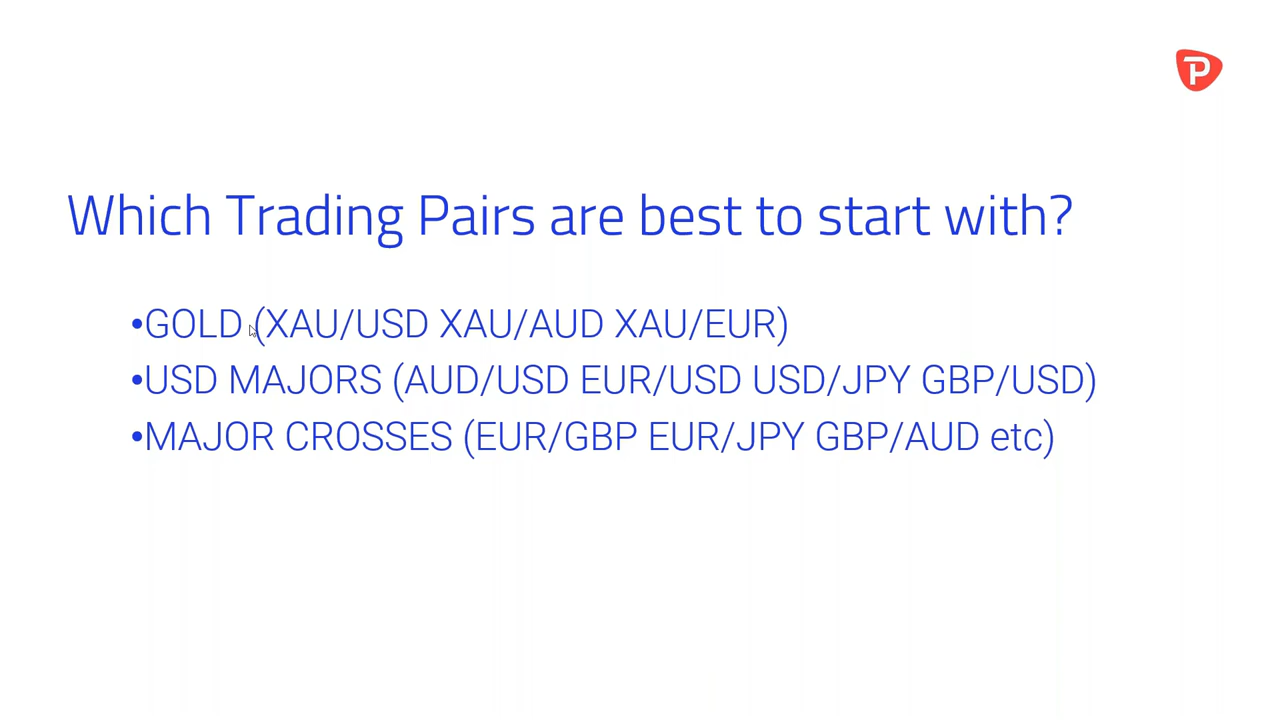 Which Trading Pairs are best to start with?
•GOLD (XAU/USD XAU/AUD XAU/EUR)
•USD MAJORS (AUD/USD EUR/USD USD/JPY GBP/USD)
•MAJOR CROSSES (EUR/GBP EUR/JPY GBP/AUD etc)